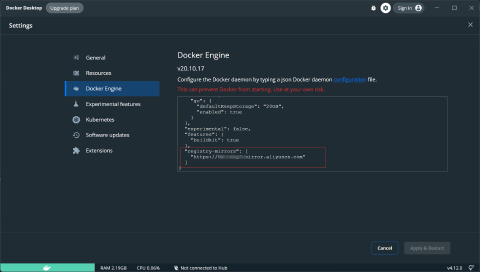 Docker Desktop Upgrade plan Sign in
Settings
General
Resources
Docker Engine
Experimental features
Kubernetes
Software updates
Extensions
Docker Engine
v20.10.17
Configure the Docker daemon by typing a json Docker daemon configuration file.
This can prevent Docker from starting. Use at your own risk.
"gc": {
"defaultKeepStorage": "20GB",
"enabled": true
}
},
"experimental": false,
"features": {
"buildkit": true
},
"registry-mirrors": [
"https:// mirror.aliyuncs.com"
]
}
Cancel Apply & Restart
RAM 2.19GB CPU 0.06% Not connected to Hub v4.12.0